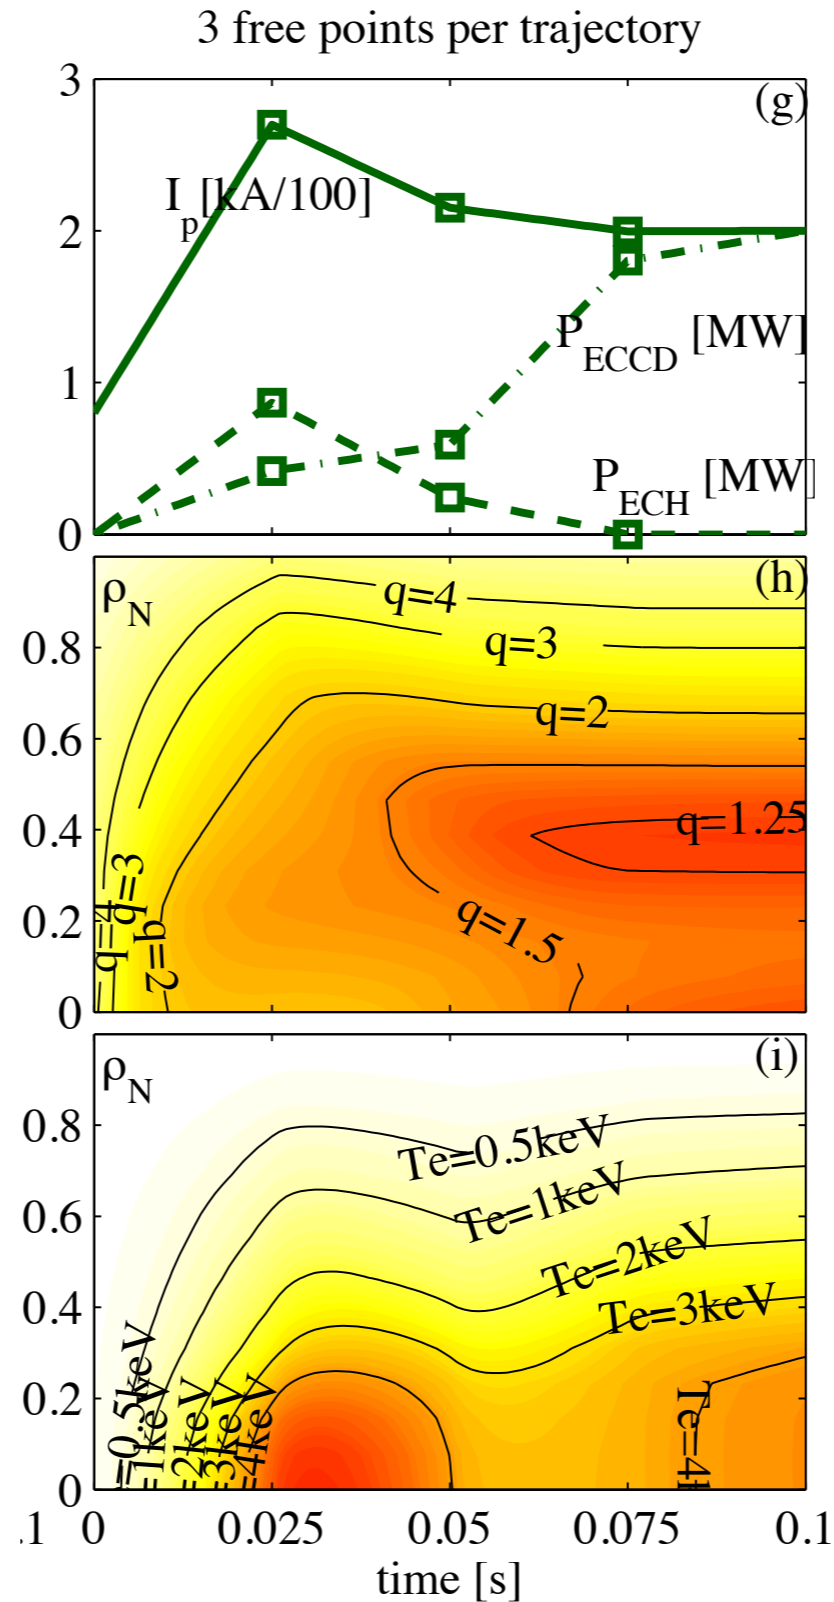 3 free points per trajectory
3
(g)
I_p[kA/100]
2
P_ECCD [MW]
1
P_ECH [MW]
0
ρ_N
(h)
q=4
0.8
q=3
q=2
0.6
0.4
q=1.25
q=3
q=4
q=2
q=1.5
0.2
0
ρ_N
(i)
0.8
Te=0.5keV
Te=1keV
0.6
Te=2keV
0.4
Te=3keV
=0.5keV
=1keV
=2keV
=3keV
=4keV
Te=4k
0.2
0
.1 0 0.025 0.05 0.075 0.1
time [s]